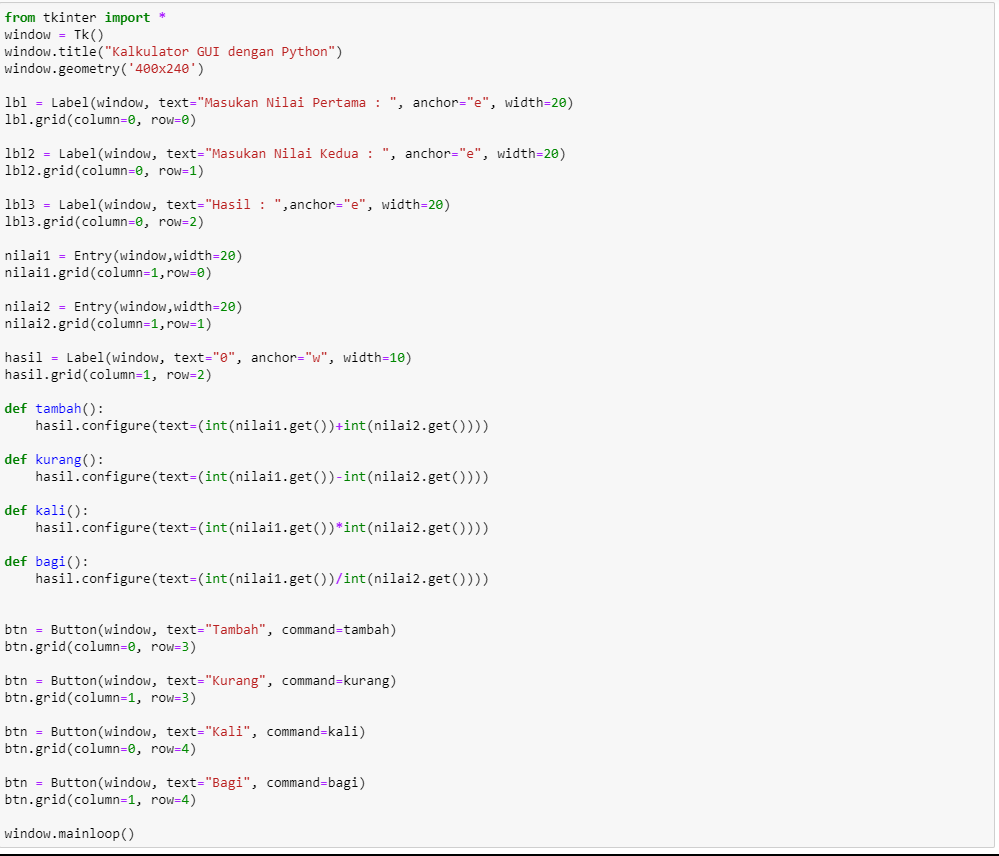 from tkinter import *
window = Tk()
window.title("Kalkulator GUI dengan Python")
window.geometry('400x240')

lbl = Label(window, text="Masukan Nilai Pertama : ", anchor="e", width=20)
lbl.grid(column=0, row=0)

lbl2 = Label(window, text="Masukan Nilai Kedua : ", anchor="e", width=20)
lbl2.grid(column=0, row=1)

lbl3 = Label(window, text="Hasil : ",anchor="e", width=20)
lbl3.grid(column=0, row=2)

nilai1 = Entry(window,width=20)
nilai1.grid(column=1,row=0)

nilai2 = Entry(window,width=20)
nilai2.grid(column=1,row=1)

hasil = Label(window, text="0", anchor="w", width=10)
hasil.grid(column=1, row=2)

def tambah():
    hasil.configure(text=(int(nilai1.get())+int(nilai2.get())))

def kurang():
    hasil.configure(text=(int(nilai1.get())-int(nilai2.get())))

def kali():
    hasil.configure(text=(int(nilai1.get())*int(nilai2.get())))

def bagi():
    hasil.configure(text=(int(nilai1.get())/int(nilai2.get())))


btn = Button(window, text="Tambah", command=tambah)
btn.grid(column=0, row=3)

btn = Button(window, text="Kurang", command=kurang)
btn.grid(column=1, row=3)

btn = Button(window, text="Kali", command=kali)
btn.grid(column=0, row=4)

btn = Button(window, text="Bagi", command=bagi)
btn.grid(column=1, row=4)

window.mainloop()